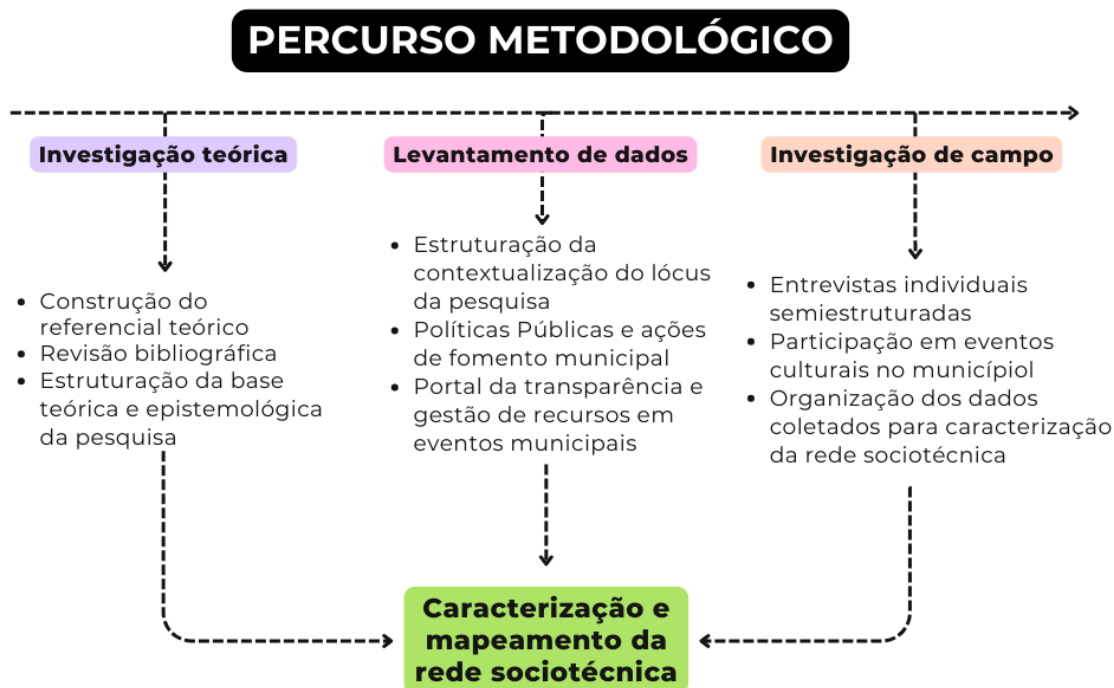 PERCURSO METODOLÓGICO
Investigação teórica
• Construção do
referencial teórico
• Revisão bibliográfica
• Estruturação da base
teórica e epistemológica
da pesquisa
Levantamento de dados
• Estruturação da
contextualização do lócus
da pesquisa
• Políticas Públicas e ações
de fomento municipal
• Portal da transparência e
gestão de recursos em
eventos municipais
Investigação de campo
• Entrevistas individuais
semiestruturadas
• Participação em eventos
culturais no municípiol
• Organização dos dados
coletados para caracterização
da rede sociotécnica
Caracterização e
mapeamento da
rede sociotécnica